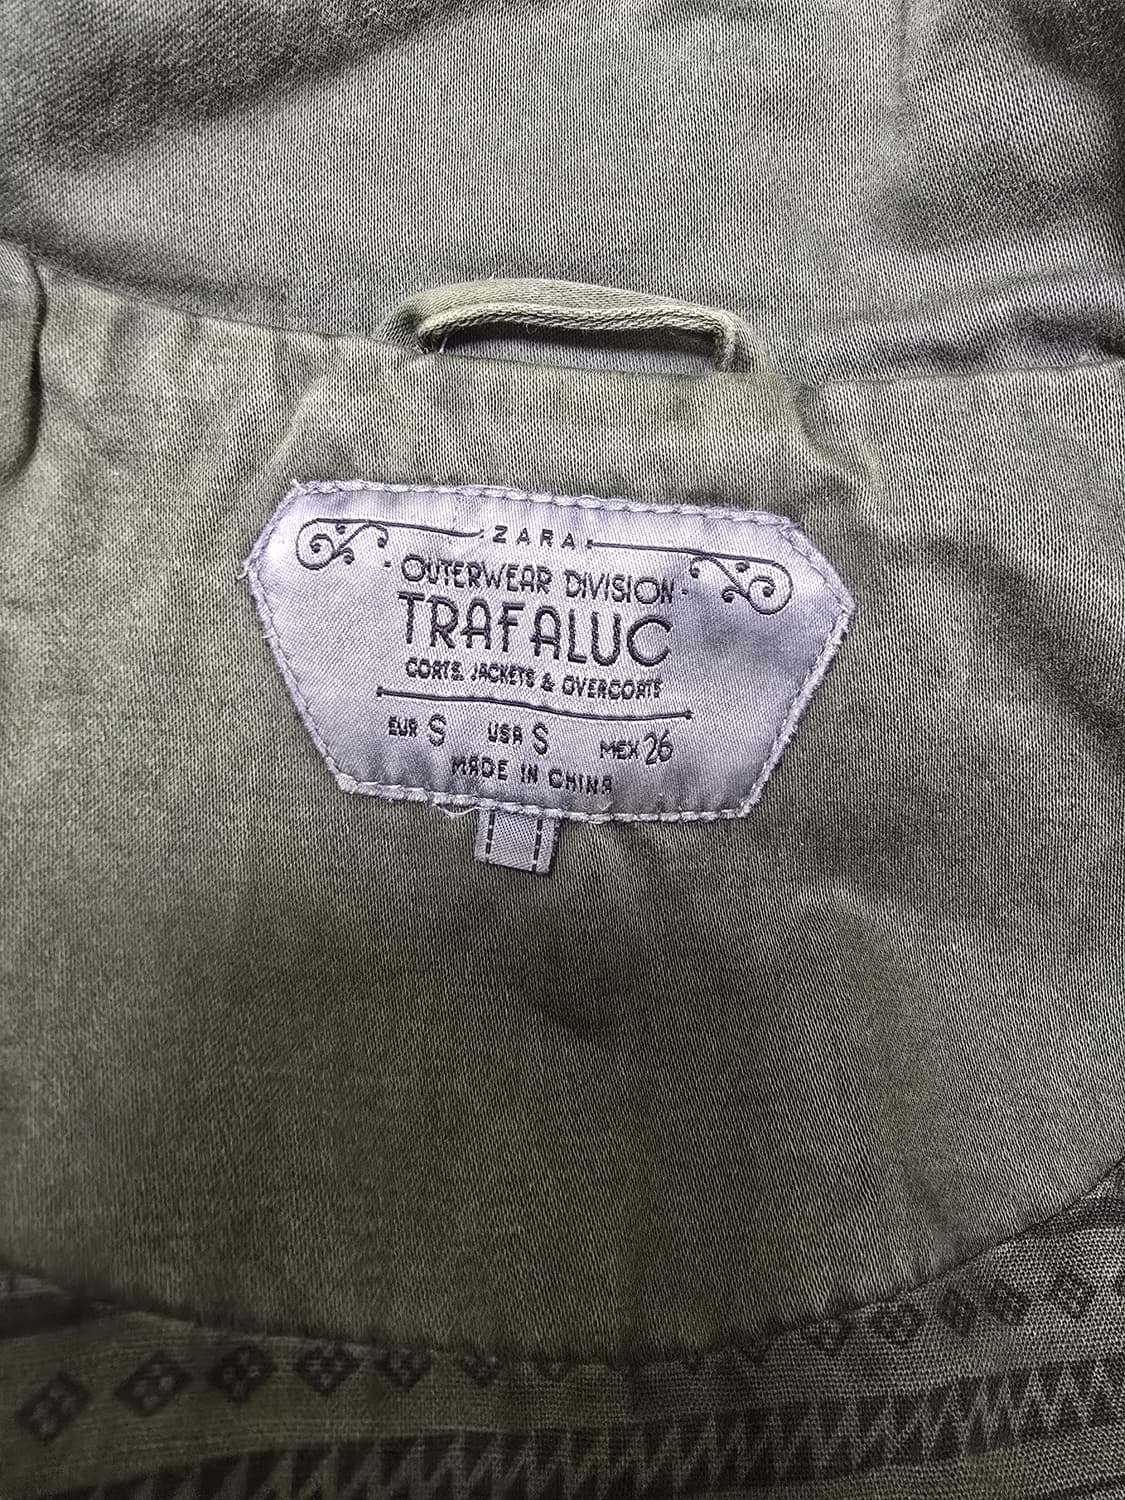 ZARA
- OUTERWEAR DIVISION -
TRAFALUC
COATS, JACKETS & OVERCOATS
EUR S USA S MEX 26
MADE IN CHINA